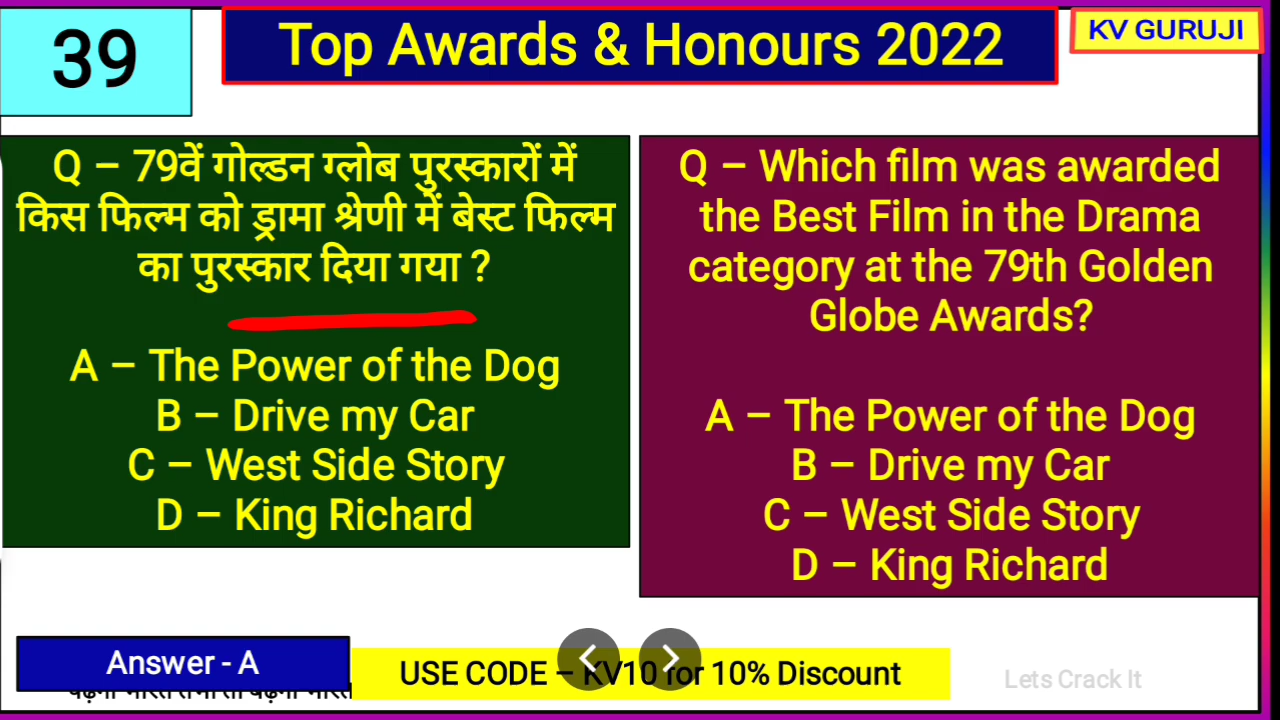 39
Top Awards & Honours 2022
KV GURUJI
Q – 79वें गोल्डन ग्लोब पुरस्कारों में
किस फिल्म को ड्रामा श्रेणी में बेस्ट फिल्म
का पुरस्कार दिया गया ?
A – The Power of the Dog
B – Drive my Car
C – West Side Story
D – King Richard
Q – Which film was awarded
the Best Film in the Drama
category at the 79th Golden
Globe Awards?
A – The Power of the Dog
B – Drive my Car
C – West Side Story
D – King Richard
Answer - A
USE CODE – KV10 for 10% Discount
Lets Crack It